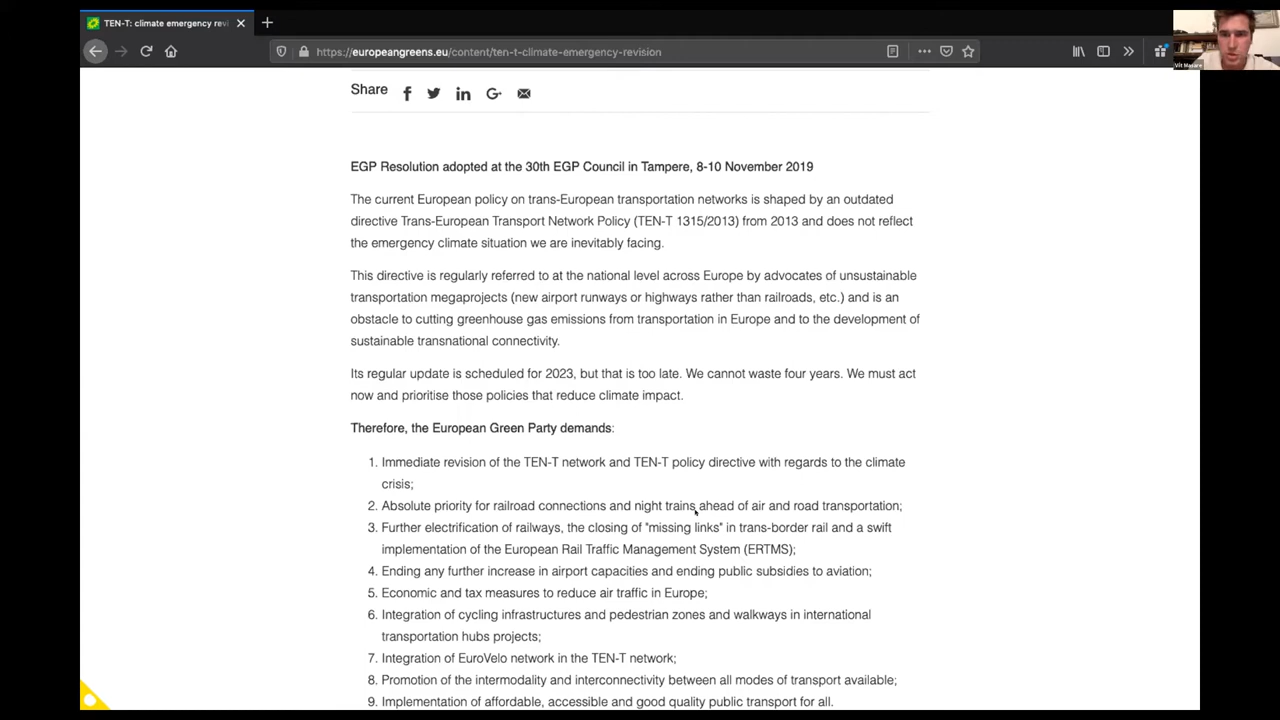 TEN-T: climate emergency revi
https://europeangreens.eu/content/ten-t-climate-emergency-revision
Vít Masare
Share
EGP Resolution adopted at the 30th EGP Council in Tampere, 8-10 November 2019
The current European policy on trans-European transportation networks is shaped by an outdated
directive Trans-European Transport Network Policy (TEN-T 1315/2013) from 2013 and does not reflect
the emergency climate situation we are inevitably facing.
This directive is regularly referred to at the national level across Europe by advocates of unsustainable
transportation megaprojects (new airport runways or highways rather than railroads, etc.) and is an
obstacle to cutting greenhouse gas emissions from transportation in Europe and to the development of
sustainable transnational connectivity.
Its regular update is scheduled for 2023, but that is too late. We cannot waste four years. We must act
now and prioritise those policies that reduce climate impact.
Therefore, the European Green Party demands:
1. Immediate revision of the TEN-T network and TEN-T policy directive with regards to the climate
crisis;
2. Absolute priority for railroad connections and night trains ahead of air and road transportation;
3. Further electrification of railways, the closing of "missing links" in trans-border rail and a swift
implementation of the European Rail Traffic Management System (ERTMS);
4. Ending any further increase in airport capacities and ending public subsidies to aviation;
5. Economic and tax measures to reduce air traffic in Europe;
6. Integration of cycling infrastructures and pedestrian zones and walkways in international
transportation hubs projects;
7. Integration of EuroVelo network in the TEN-T network;
8. Promotion of the intermodality and interconnectivity between all modes of transport available;
9. Implementation of affordable, accessible and good quality public transport for all.